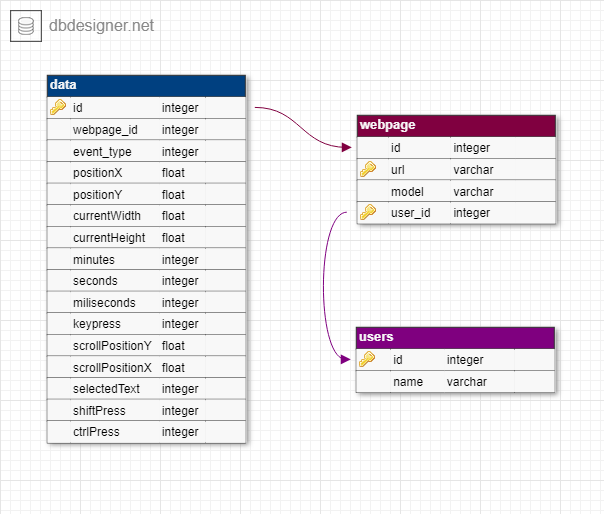 dbdesigner.net
data
id integer
webpage_id integer
event_type integer
positionX float
positionY float
currentWidth float
currentHeight float
minutes integer
seconds integer
miliseconds integer
keypress integer
scrollPositionY float
scrollPositionX float
selectedText integer
shiftPress integer
ctrlPress integer
webpage
id integer
url varchar
model varchar
user_id integer
users
id integer
name varchar